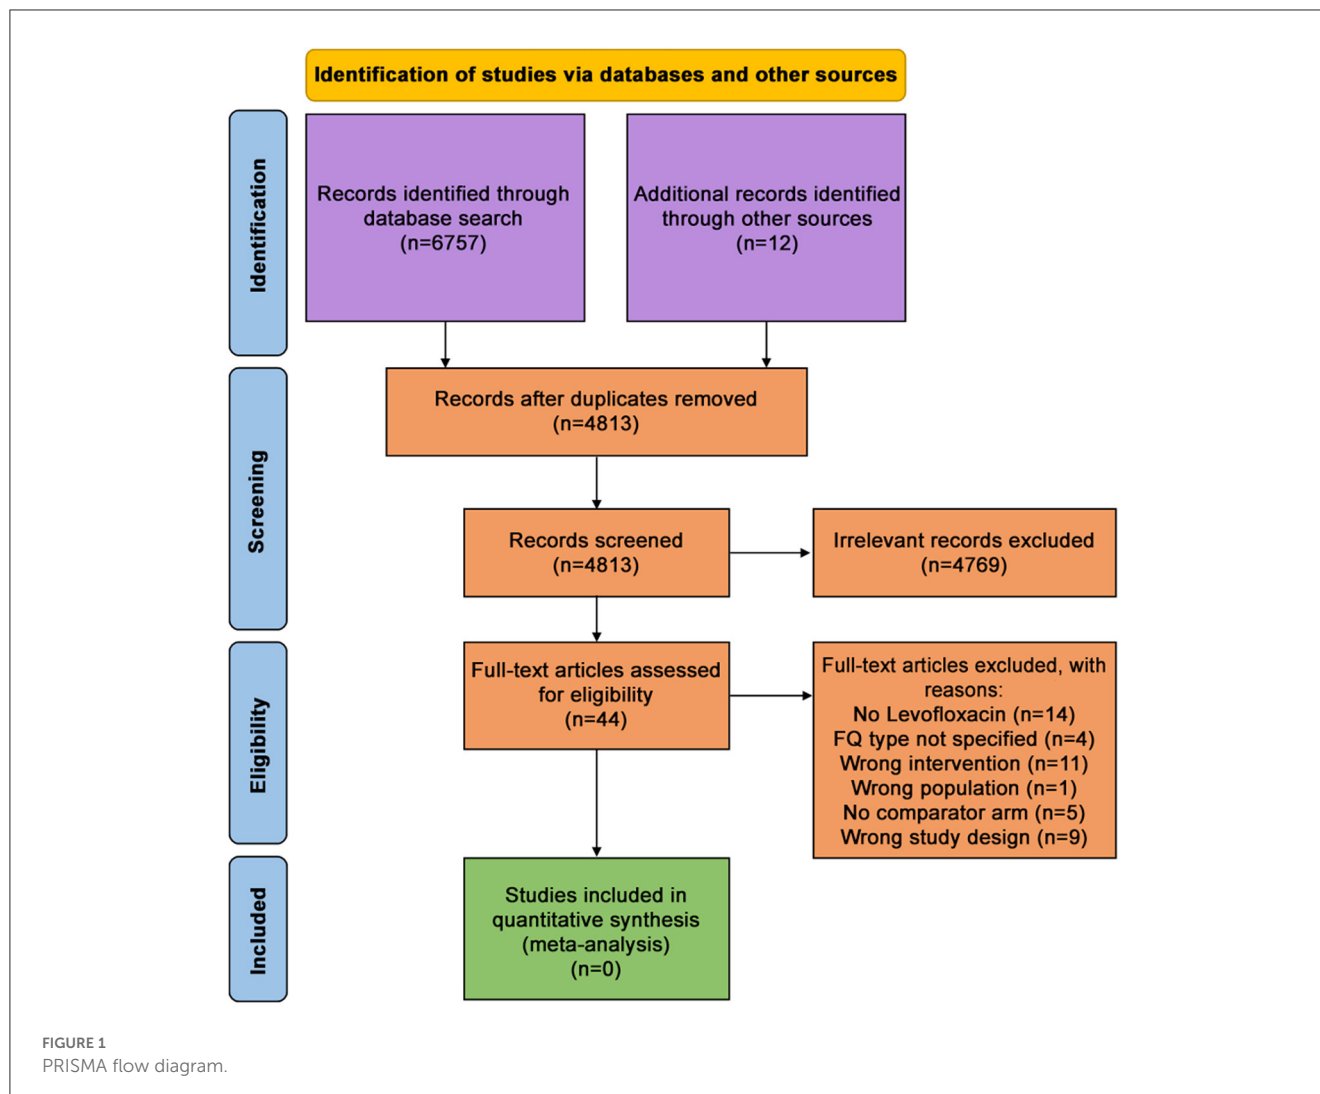 Identification of studies via databases and other sources
Identification
Records identified through
database search
(n=6757)
Additional records identified
through other sources
(n=12)
Screening
Records after duplicates removed
(n=4813)
Records screened
(n=4813)
Irrelevant records excluded
(n=4769)
Eligibility
Full-text articles assessed
for eligibility
(n=44)
Full-text articles excluded, with
reasons:
No Levofloxacin (n=14)
FQ type not specified (n=4)
Wrong intervention (n=11)
Wrong population (n=1)
No comparator arm (n=5)
Wrong study design (n=9)
Included
Studies included in
quantitative synthesis
(meta-analysis)
(n=0)
FIGURE 1
PRISMA flow diagram.